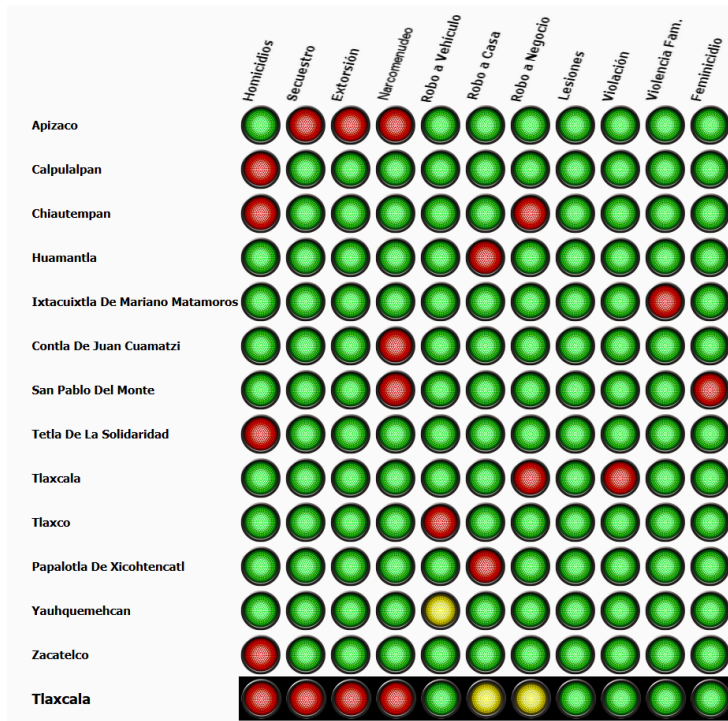 Homicidios
Secuestro
Extorsión
Narcomenudeo
Robo a Vehículo
Robo a Casa
Robo a Negocio
Lesiones
Violación
Violencia Fam.
Feminicidio
Apizaco
Calpulalpan
Chiautempan
Huamantla
Ixtacuixtla De Mariano Matamoros
Contla De Juan Cuamatzi
San Pablo Del Monte
Tetla De La Solidaridad
Tlaxcala
Tlaxco
Papalotla De Xicohtencatl
Yauhquemehcan
Zacatelco
Tlaxcala